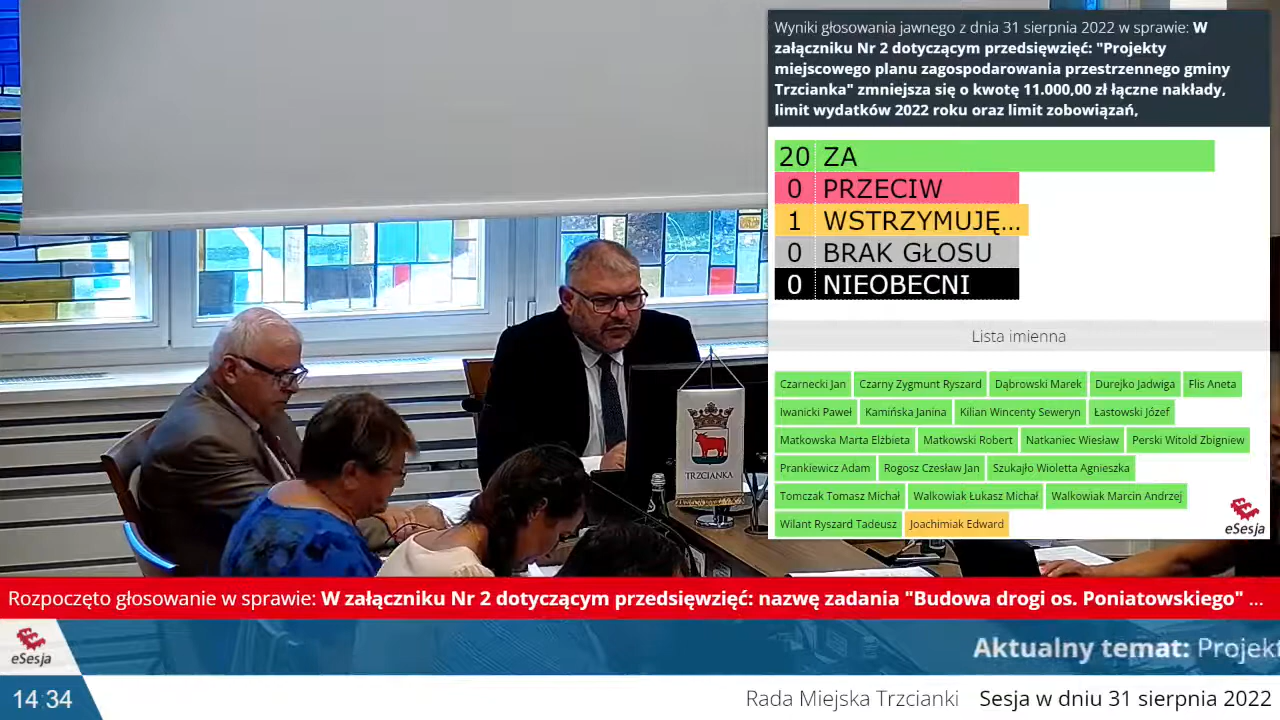 Wyniki głosowania jawnego z dnia 31 sierpnia 2022 w sprawie: W
załączniku Nr 2 dotyczącym przedsięwzięć: "Projekty
miejscowego planu zagospodarowania przestrzennego gminy
Trzcianka" zmniejsza się o kwotę 11.000,00 zł łączne nakłady,
limit wydatków 2022 roku oraz limit zobowiązań,
20 ZA
0 PRZECIW
1 WSTRZYMUJĘ...
0 BRAK GŁOSU
0 NIEOBECNI
Lista imienna
Czarnecki Jan Czarny Zygmunt Ryszard Dąbrowski Marek Durejko Jadwiga Flis Aneta
Iwanicki Paweł Kamińska Janina Kilian Wincenty Seweryn Łastowski Józef
Matkowska Marta Elżbieta Matkowski Robert Natkaniec Wiesław Perski Witold Zbigniew
Prankiewicz Adam Rogosz Czesław Jan Szukajło Wioletta Agnieszka
Tomczak Tomasz Michał Walkowiak Łukasz Michał Walkowiak Marcin Andrzej
Wilant Ryszard Tadeusz Joachimiak Edward
eSesja
TRZCIANKA
Rozpoczęto głosowanie w sprawie: W załączniku Nr 2 dotyczącym przedsięwzięć: nazwę zadania "Budowa drogi os. Poniatowskiego" ...
eSesja
Aktualny temat: Projekt
14:34
Rada Miejska Trzcianki Sesja w dniu 31 sierpnia 2022